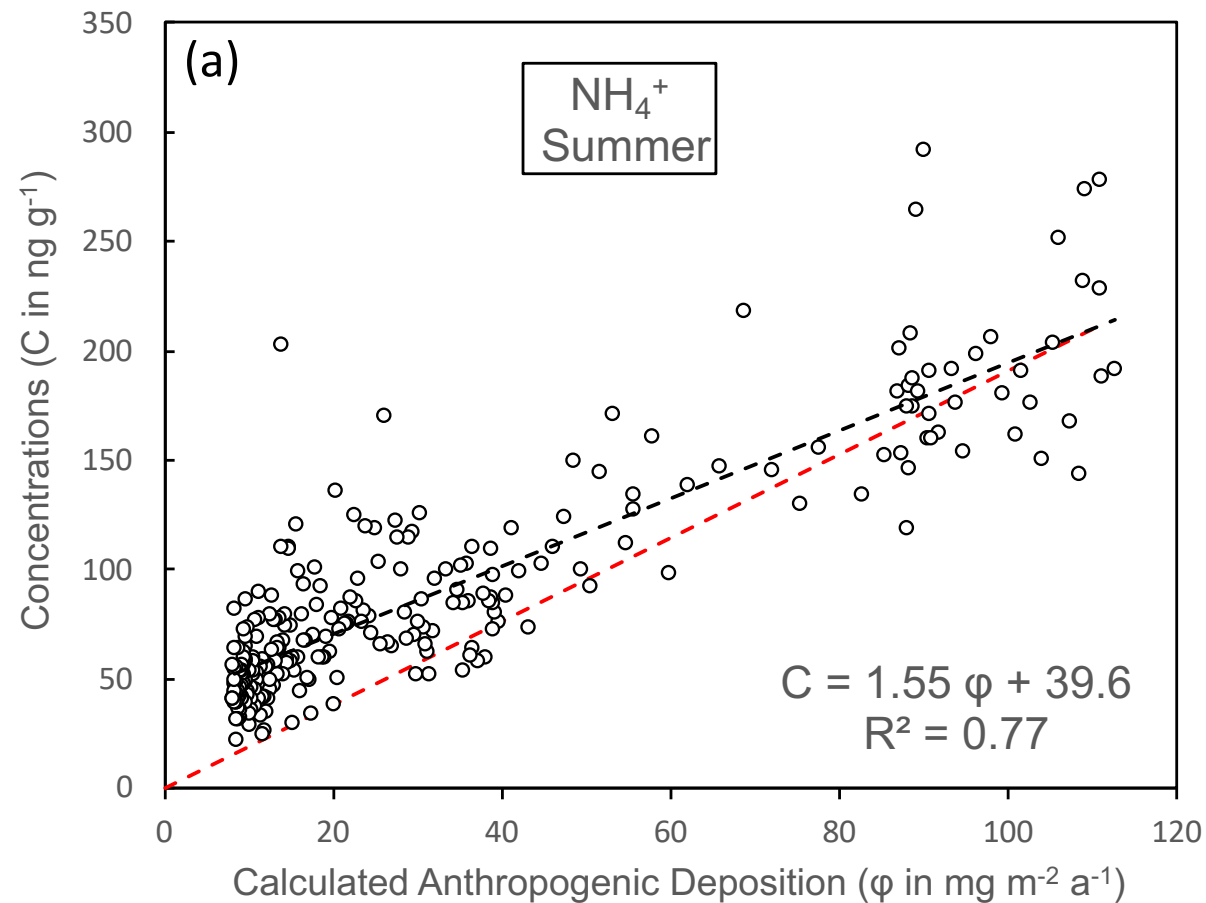 (a)
NH₄⁺
Summer
350
300
250
200
150
100
50
0
Concentrations (C in ng g⁻¹)
C = 1.55 φ + 39.6
R² = 0.77
0 20 40 60 80 100 120
Calculated Anthropogenic Deposition (φ in mg m⁻² a⁻¹)